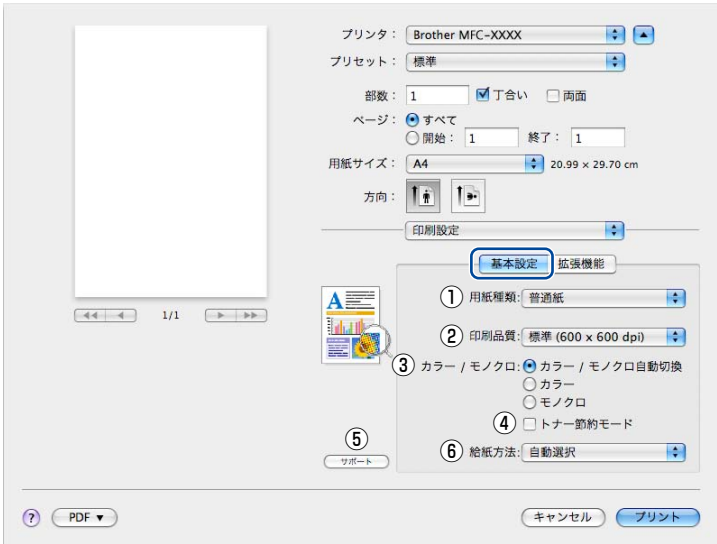 プリンタ： Brother MFC-XXXX
プリセット： 標準
部数： 1 丁合い 両面
ページ： すべて
開始： 1 終了： 1
用紙サイズ： A4 20.99 × 29.70 cm
方向：
印刷設定
基本設定 拡張機能
① 用紙種類: 普通紙
1/1
② 印刷品質: 標準 (600 x 600 dpi)
③ カラー / モノクロ: カラー / モノクロ自動切換
カラー
モノクロ
④ トナー節約モード
⑤
サポート
⑥ 給紙方法: 自動選択
? PDF ▼ キャンセル プリント